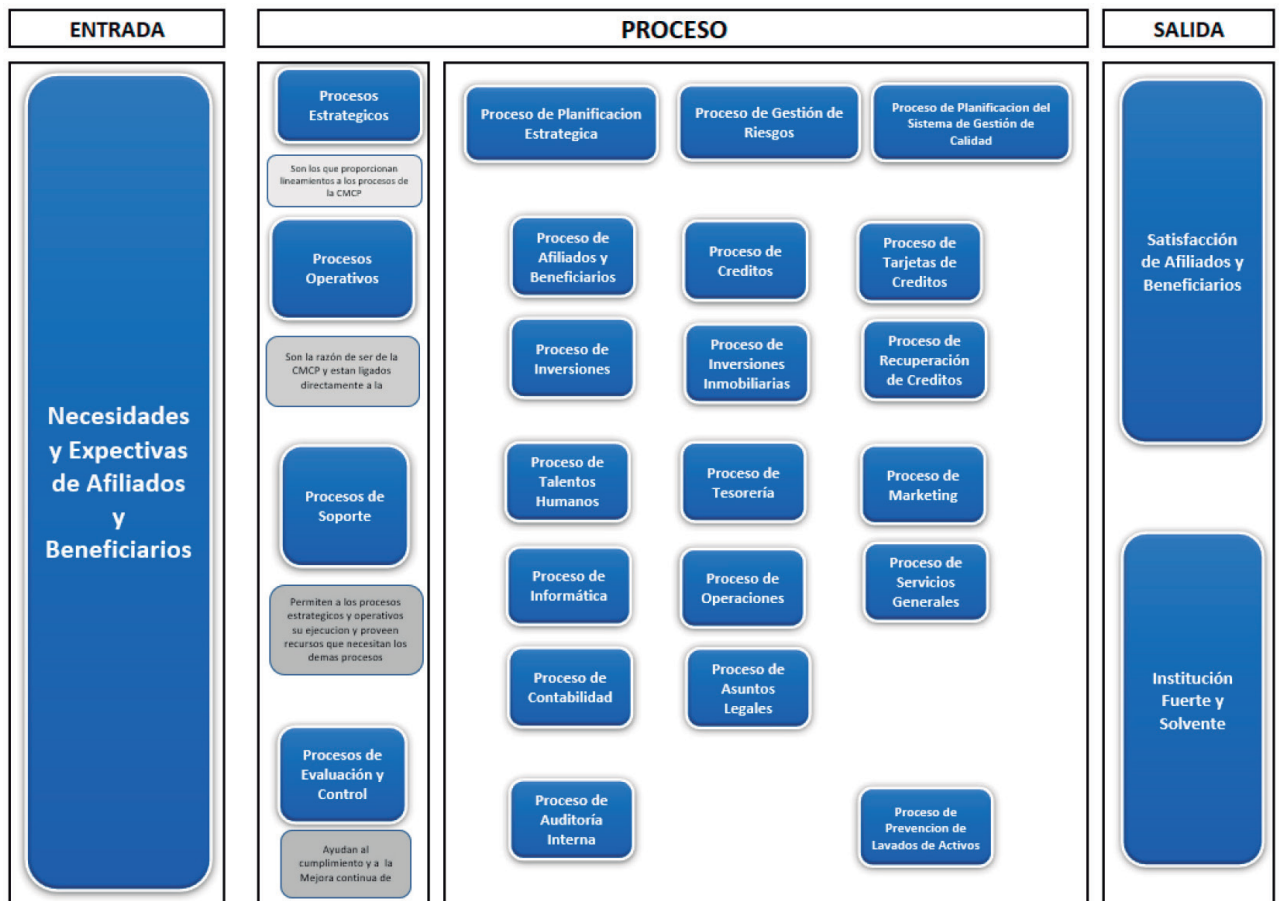 ENTRADA
PROCESO
SALIDA
Necesidades
y Expectivas
de Afiliados
y
Beneficiarios
Procesos
Estrategicos
Son los que proporcionan
lineamientos a los procesos de
la CMCP
Procesos
Operativos
Son la razón de ser de la
CMCP y estan ligados
directamente a la
Procesos de
Soporte
Permiten a los procesos
estrategicos y operativos
su ejecucion y proveen
recursos que necesitan los
demas procesos
Procesos de
Evaluación y
Control
Ayudan al
cumplimiento y a la
Mejora continua de
Proceso de Planificacion
Estrategica
Proceso de Gestión de
Riesgos
Proceso de Planificacion del
Sistema de Gestión de
Calidad
Proceso de
Afiliados y
Beneficiarios
Proceso de
Creditos
Proceso de
Tarjetas de
Creditos
Proceso de
Inversiones
Proceso de
Inversiones
Inmobiliarias
Proceso de
Recuperación
de Creditos
Proceso de
Talentos
Humanos
Proceso de
Tesorería
Proceso de
Marketing
Proceso de
Informática
Proceso de
Operaciones
Proceso de
Servicios
Generales
Proceso de
Contabilidad
Proceso de
Asuntos
Legales
Proceso de
Auditoría
Interna
Proceso de
Prevencion de
Lavados de Activos
Satisfacción
de Afiliados y
Beneficiarios
Institución
Fuerte y
Solvente